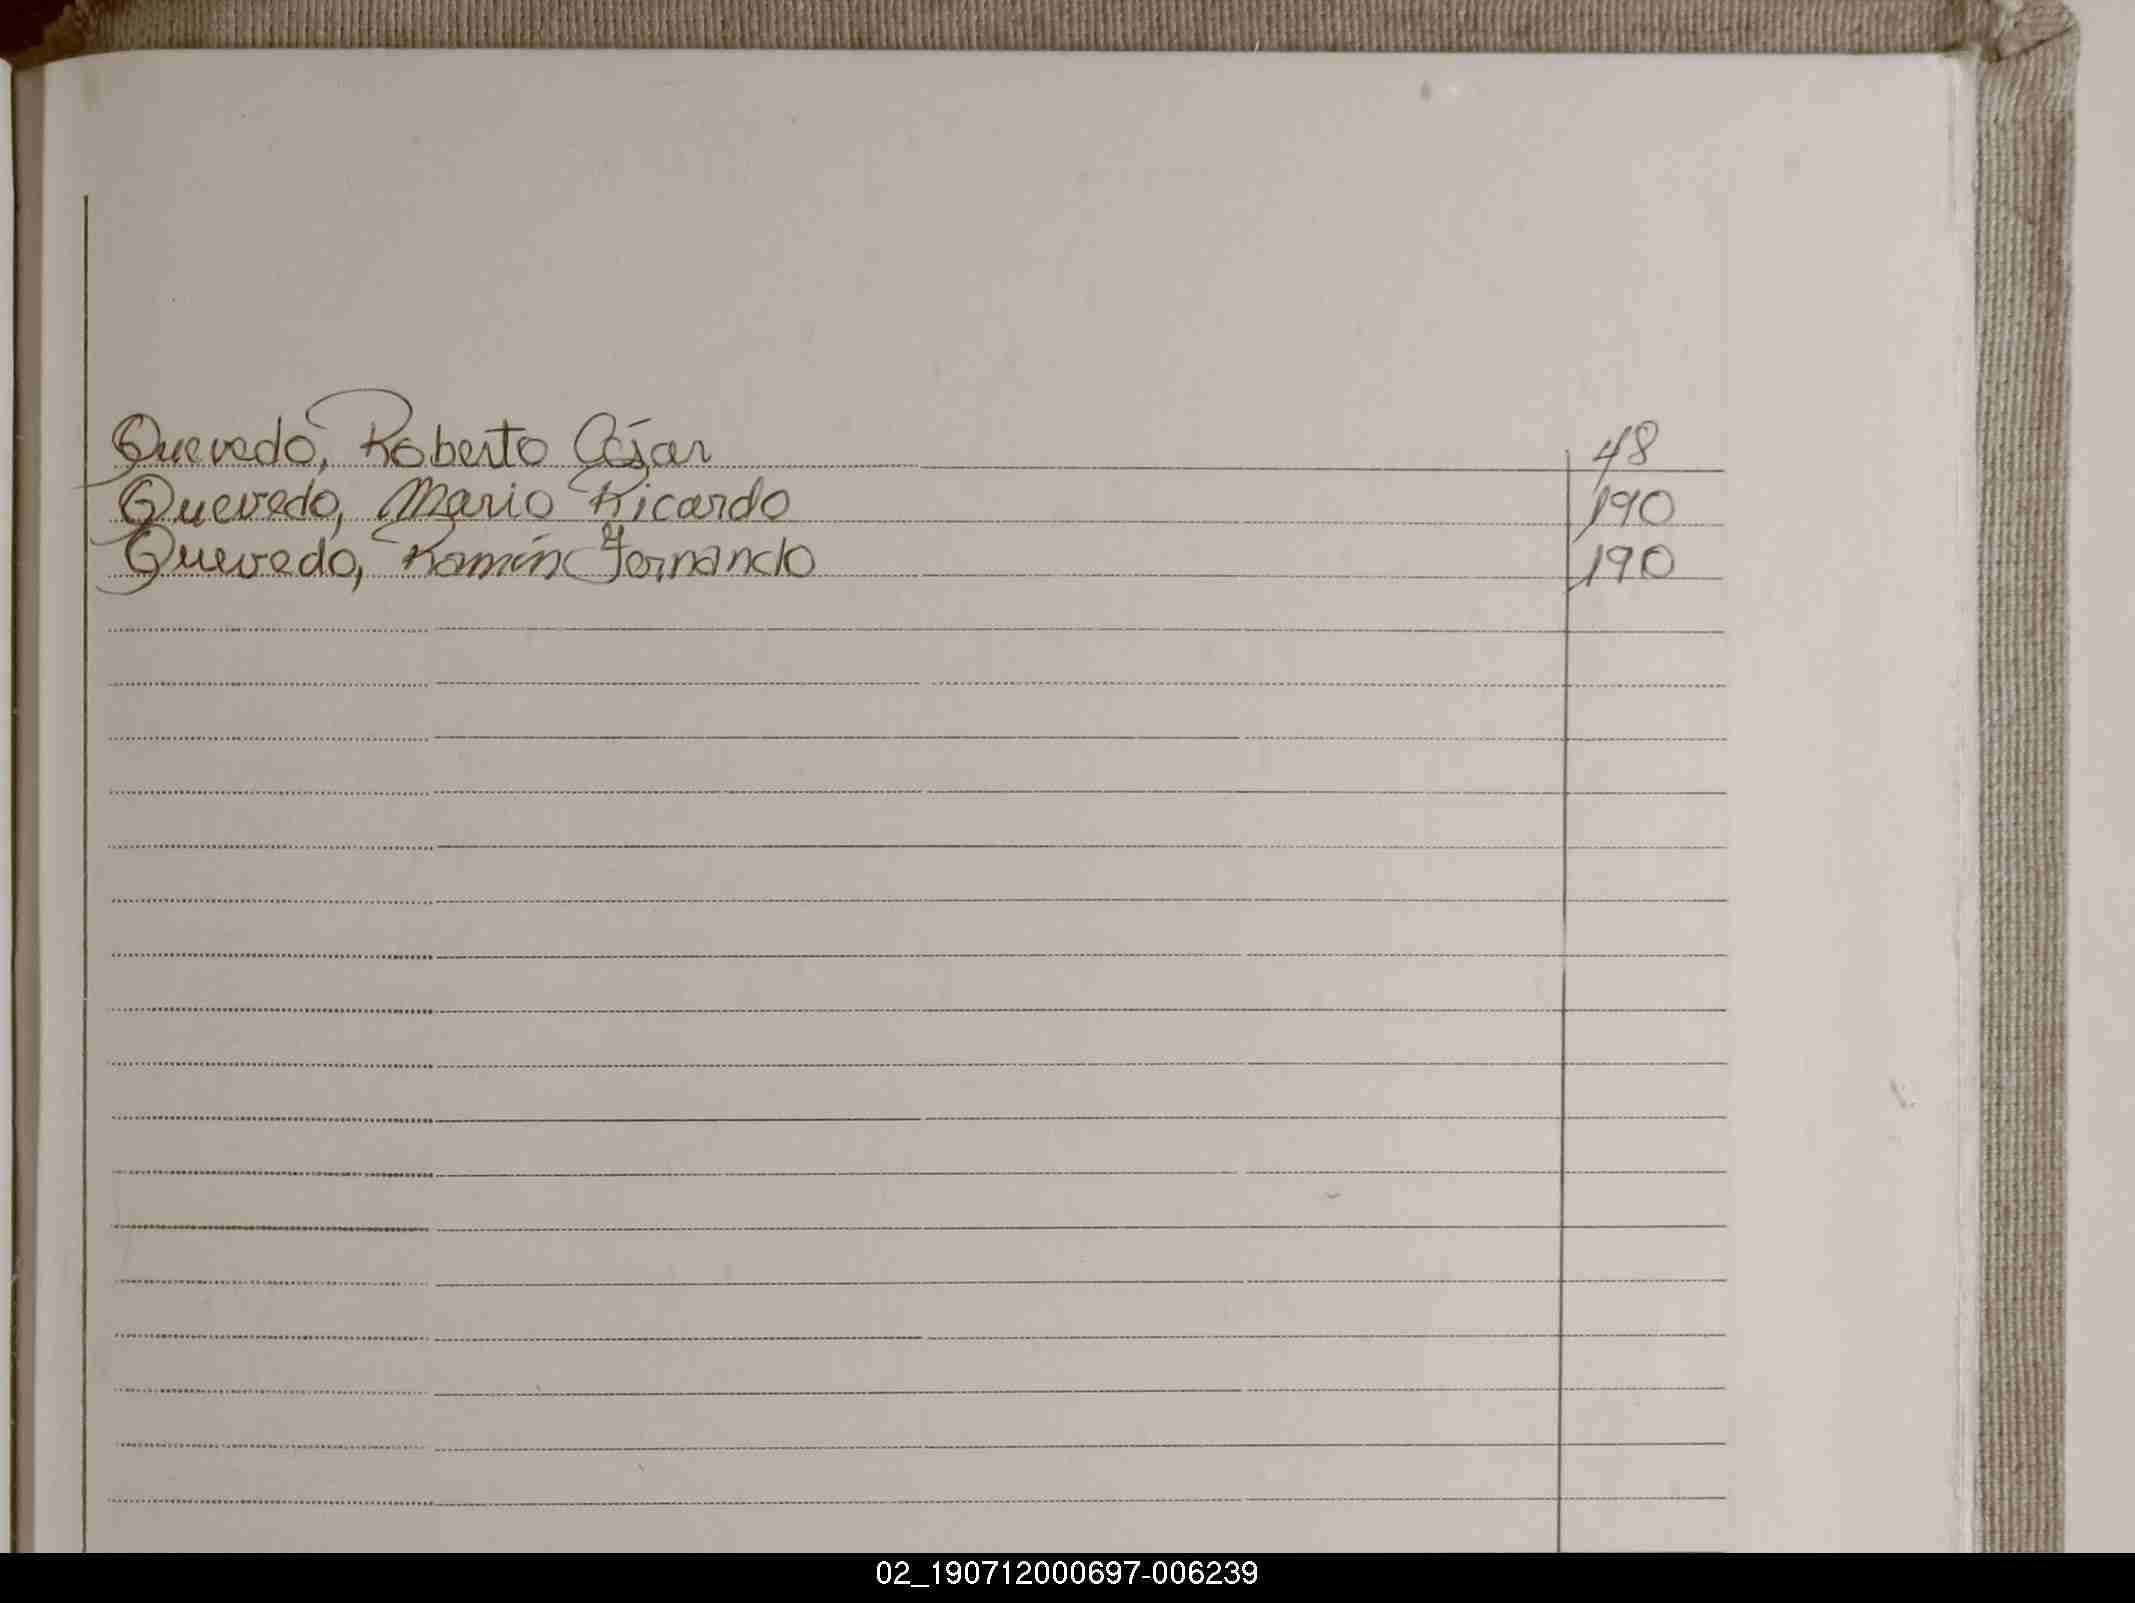 Quevedo, Roberto César 48
Quevedo, Mario Ricardo 190
Quevedo, Ramón Fernando 190
02_190712000697-006239